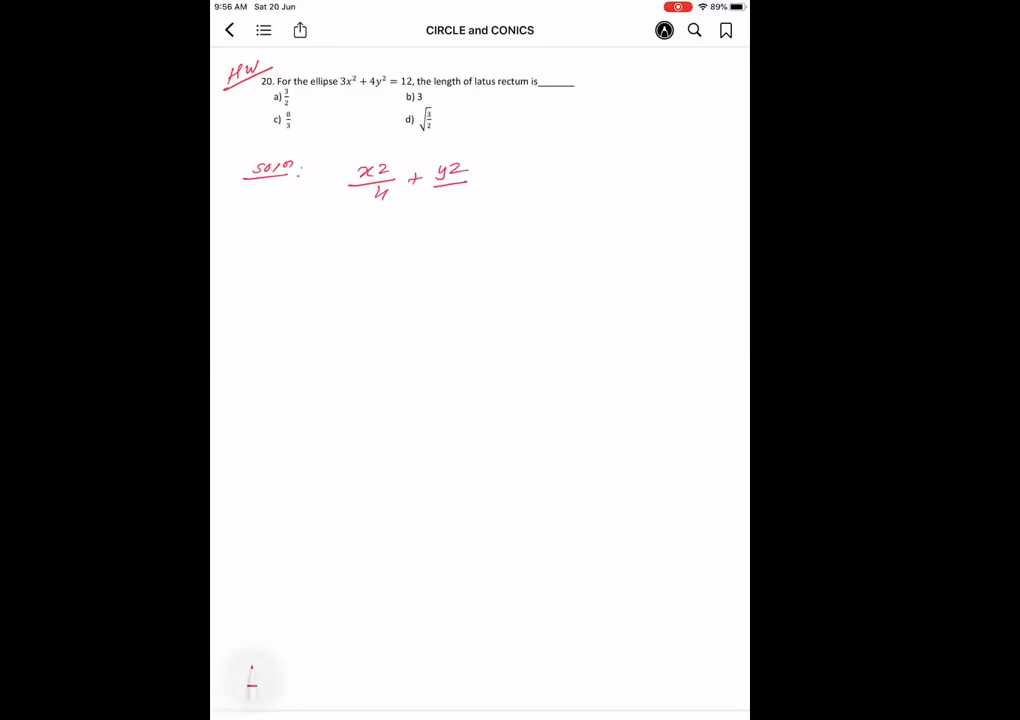 9:56 AM Sat 20 Jun 89%
CIRCLE and CONICS
HW
20. For the ellipse 3x² + 4y² = 12, the length of latus rectum is_______
a) 3/2 b) 3
c) 8/3 d) √(3/2)
Soln: x2/4 + y2/